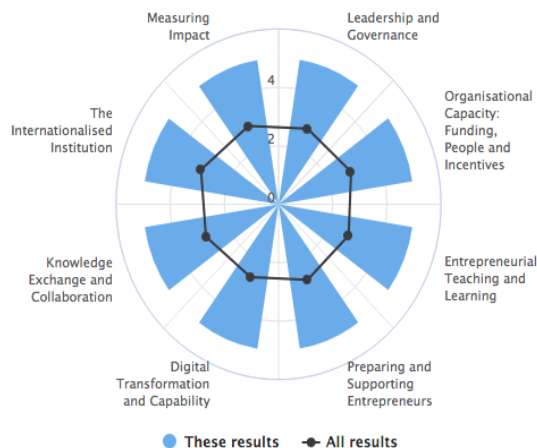 Measuring
Impact
Leadership and
Governance
4
The
Internationalised
Institution
Organisational
Capacity:
Funding,
People and
Incentives
2
0
Knowledge
Exchange and
Collaboration
Entrepreneurial
Teaching and
Learning
Digital
Transformation
and Capability
Preparing and
Supporting
Entrepreneurs
These results
All results